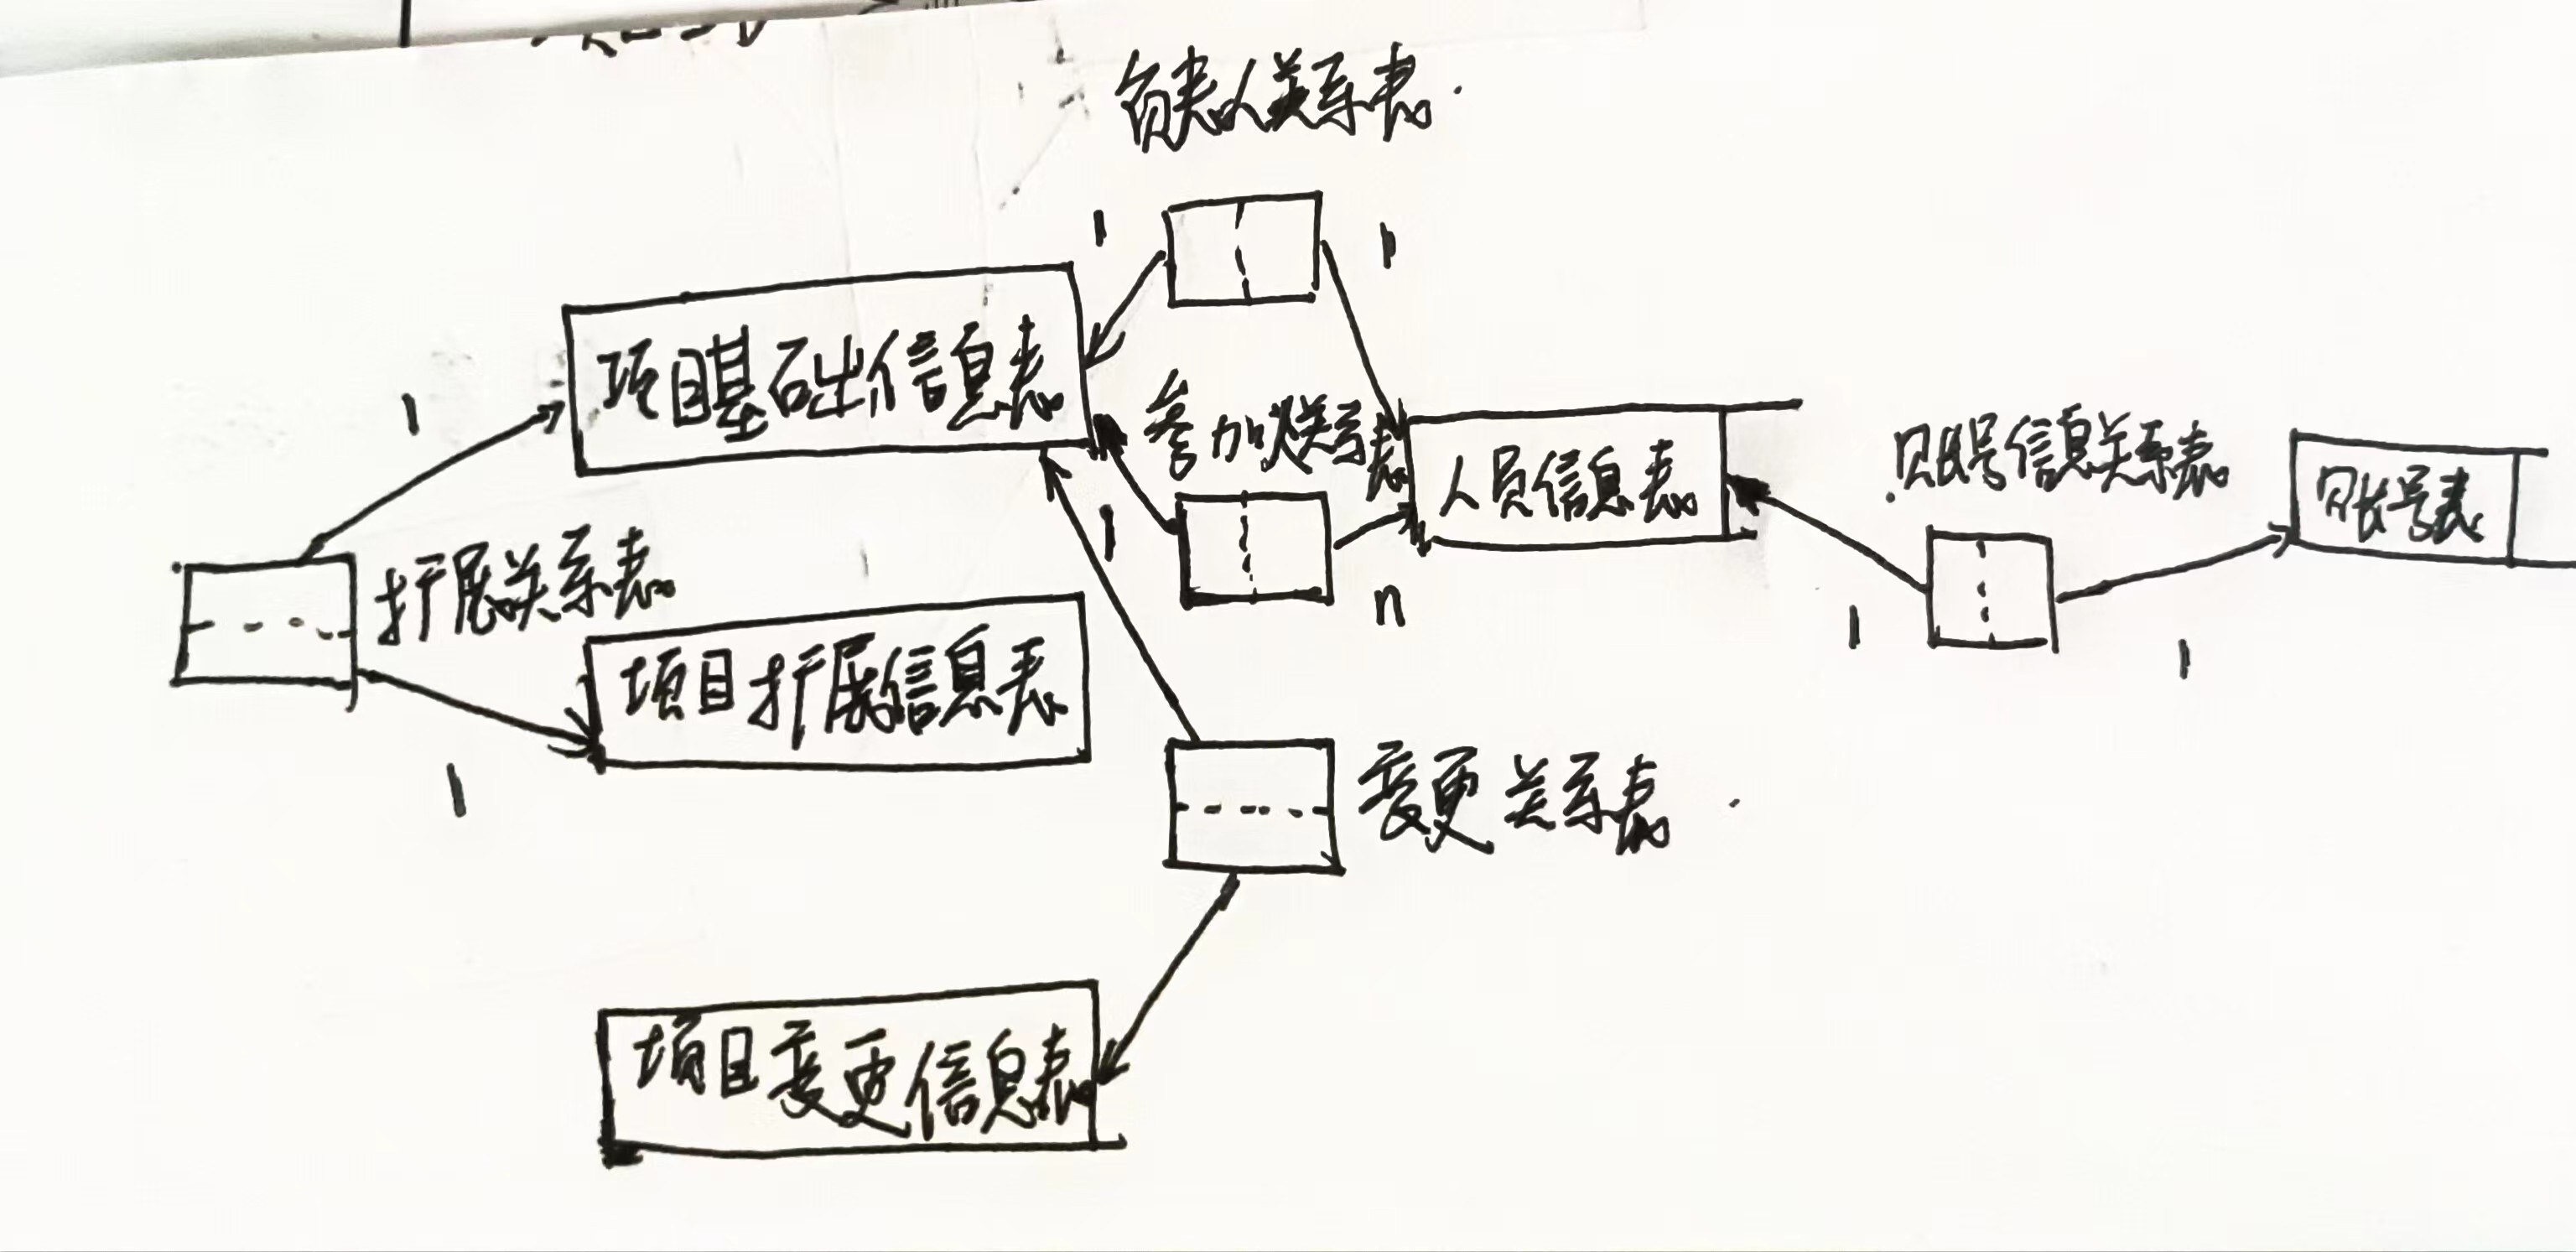 负责人关系表.
1
1
项目基础信息表
1
参加人关系表
人员信息表
账号信息关系表
账号表
1
n
扩展关系表
1
1
项目扩展信息表
1
变更关系表
项目变更信息表